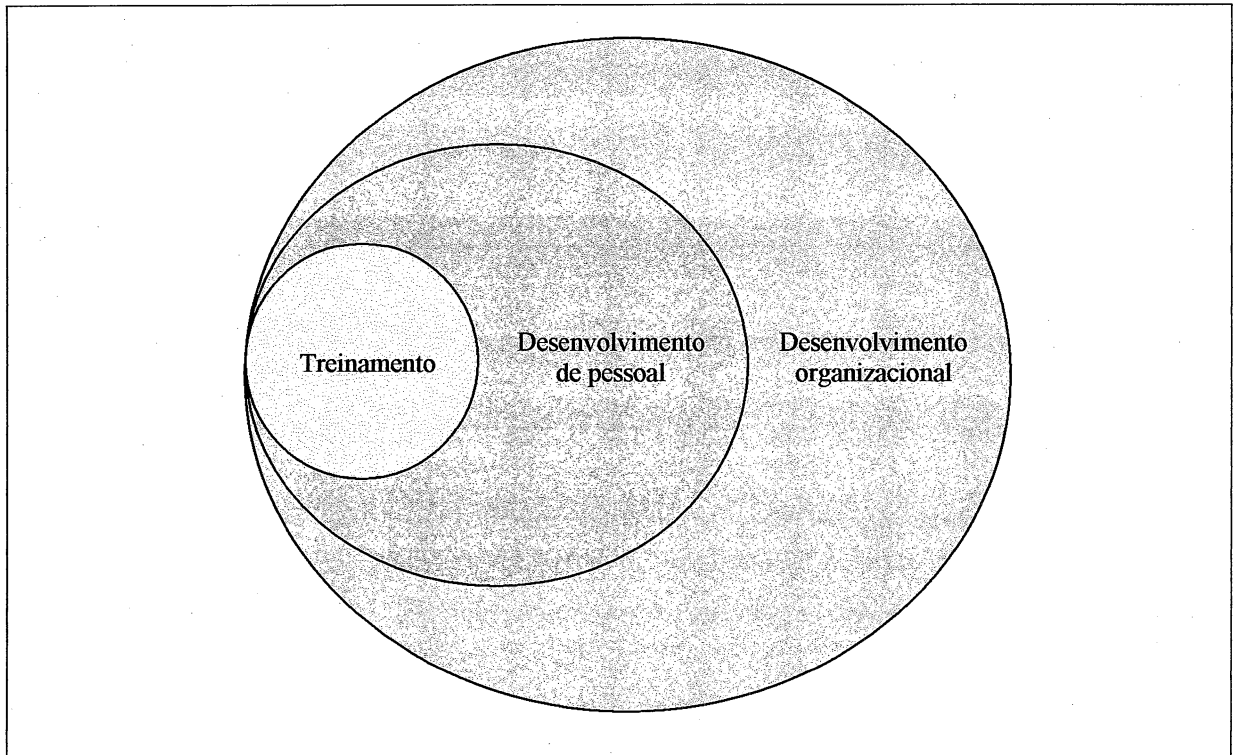 Treinamento
Desenvolvimento
de pessoal
Desenvolvimento
organizacional